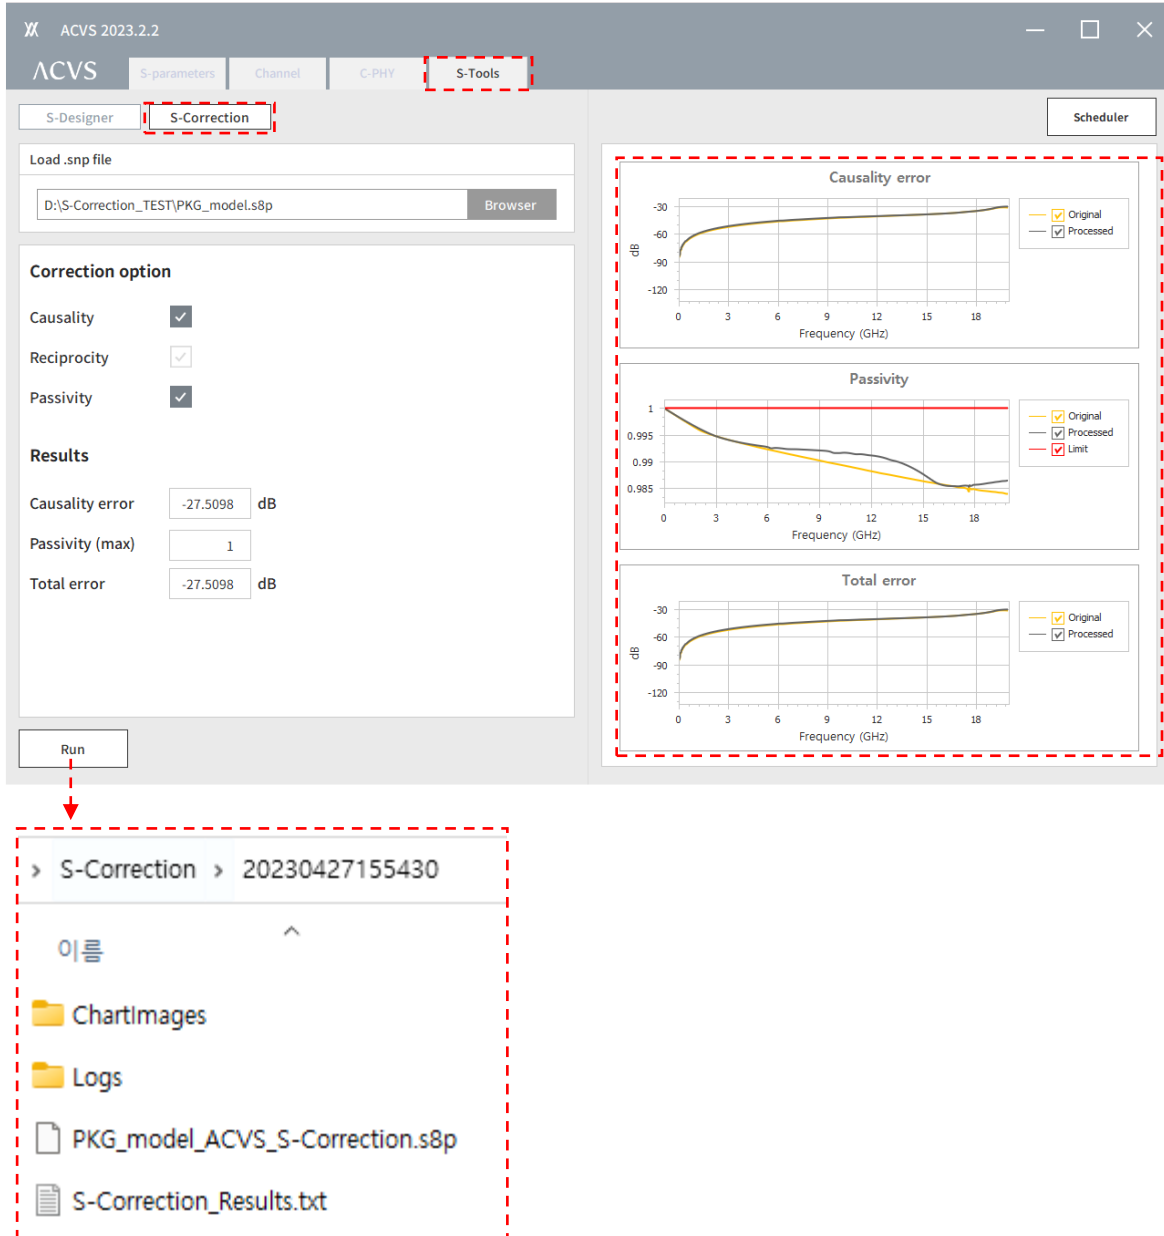 ACVS 2023.2.2
ACVS
S-parameters
Channel
C-PHY
S-Tools
S-Designer
S-Correction
Scheduler
Load .snp file
D:\S-Correction_TEST\PKG_model.s8p
Browser
Correction option
Causality
Reciprocity
Passivity
Results
Causality error -27.5098 dB
Passivity (max) 1
Total error -27.5098 dB
Run
Causality error
-30
-60
-90
-120
dB
0 3 6 9 12 15 18
Frequency (GHz)
Original
Processed
Passivity
1
0.995
0.99
0.985
0 3 6 9 12 15 18
Frequency (GHz)
Original
Processed
Limit
Total error
-30
-60
-90
-120
dB
0 3 6 9 12 15 18
Frequency (GHz)
Original
Processed
› S-Correction › 20230427155430
이름
ChartImages
Logs
PKG_model_ACVS_S-Correction.s8p
S-Correction_Results.txt